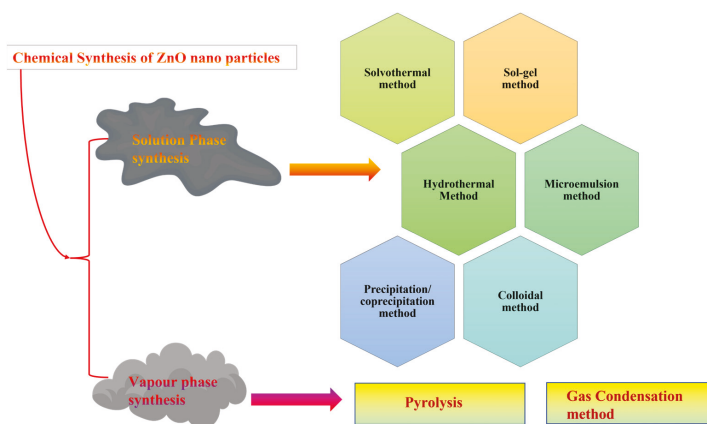 Chemical Synthesis of ZnO nano particles
Solution Phase
synthesis
Solvothermal
method
Sol-gel
method
Hydrothermal
Method
Microemulsion
method
Precipitation/
coprecipitation
method
Colloidal
method
Vapour phase
synthesis
Pyrolysis
Gas Condensation
method